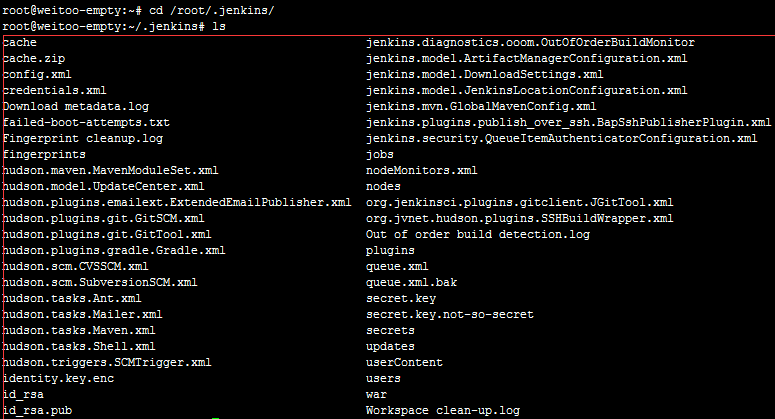 root@weitoo-empty:~# cd /root/.jenkins/
root@weitoo-empty:~/.jenkins# ls
cache jenkins.diagnostics.ooom.OutOfOrderBuildMonitor
cache.zip jenkins.model.ArtifactManagerConfiguration.xml
config.xml jenkins.model.DownloadSettings.xml
credentials.xml jenkins.model.JenkinsLocationConfiguration.xml
Download metadata.log jenkins.mvn.GlobalMavenConfig.xml
failed-boot-attempts.txt jenkins.plugins.publish_over_ssh.BapSshPublisherPlugin.xml
Fingerprint cleanup.log jenkins.security.QueueItemAuthenticatorConfiguration.xml
fingerprints jobs
hudson.maven.MavenModuleSet.xml nodeMonitors.xml
hudson.model.UpdateCenter.xml nodes
hudson.plugins.emailext.ExtendedEmailPublisher.xml org.jenkinsci.plugins.gitclient.JGitTool.xml
hudson.plugins.git.GitSCM.xml org.jvnet.hudson.plugins.SSHBuildWrapper.xml
hudson.plugins.git.GitTool.xml Out of order build detection.log
hudson.plugins.gradle.Gradle.xml plugins
hudson.scm.CVSSCM.xml queue.xml
hudson.scm.SubversionSCM.xml queue.xml.bak
hudson.tasks.Ant.xml secret.key
hudson.tasks.Mailer.xml secret.key.not-so-secret
hudson.tasks.Maven.xml secrets
hudson.tasks.Shell.xml updates
hudson.triggers.SCMTrigger.xml userContent
identity.key.enc users
id_rsa war
id_rsa.pub Workspace clean-up.log